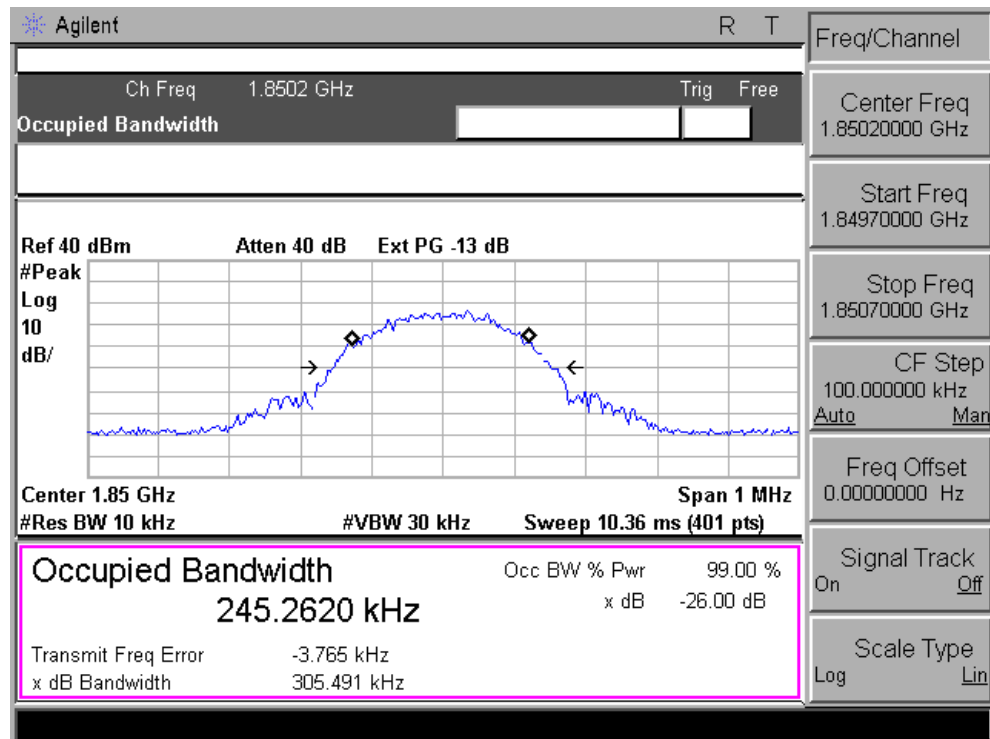 Agilent R T
Ch Freq 1.8502 GHz Trig Free
Occupied Bandwidth
Ref 40 dBm Atten 40 dB Ext PG -13 dB
#Peak
Log
10
dB/
Center 1.85 GHz Span 1 MHz
#Res BW 10 kHz #VBW 30 kHz Sweep 10.36 ms (401 pts)
Occupied Bandwidth
245.2620 kHz
Occ BW % Pwr 99.00 %
x dB -26.00 dB
Transmit Freq Error -3.765 kHz
x dB Bandwidth 305.491 kHz
Freq/Channel
Center Freq
1.85020000 GHz
Start Freq
1.84970000 GHz
Stop Freq
1.85070000 GHz
CF Step
100.000000 kHz
Auto Man
Freq Offset
0.00000000 Hz
Signal Track
On Off
Scale Type
Log Lin